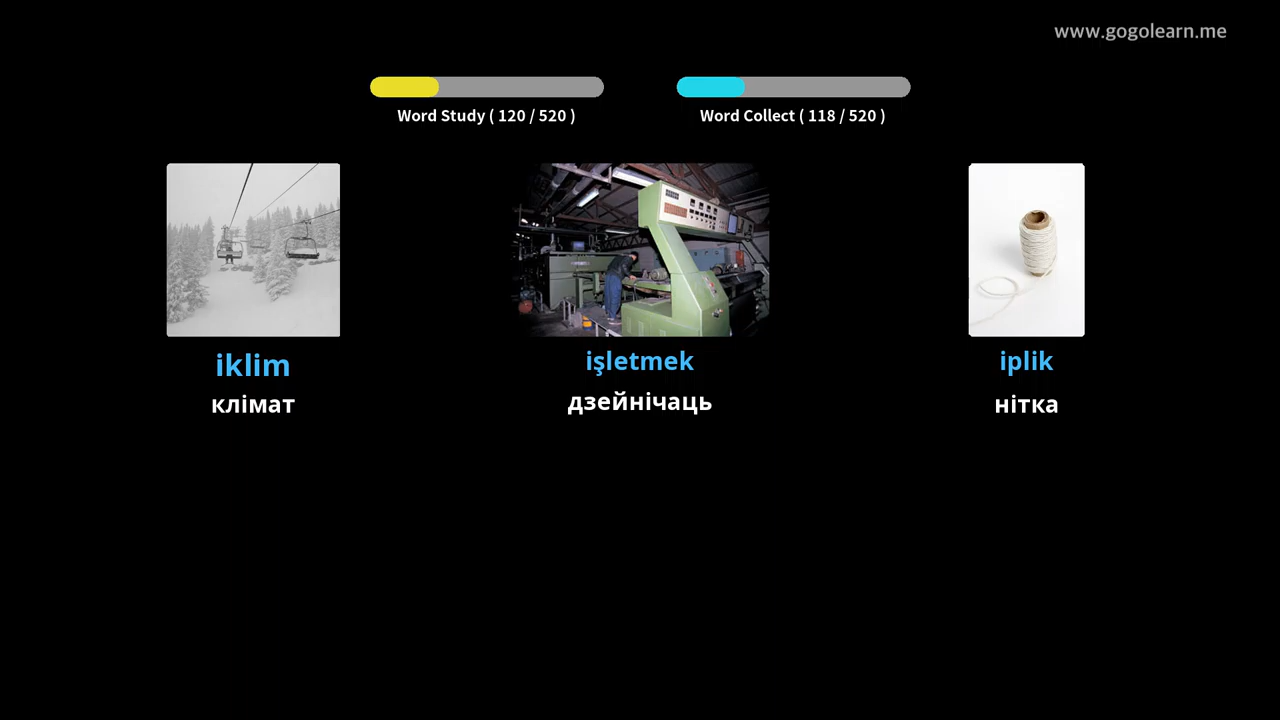 www.gogolearn.me
Word Study ( 120 / 520 )
Word Collect ( 118 / 520 )
iklim
клімат
işletmek
дзейнічаць
iplik
нітка